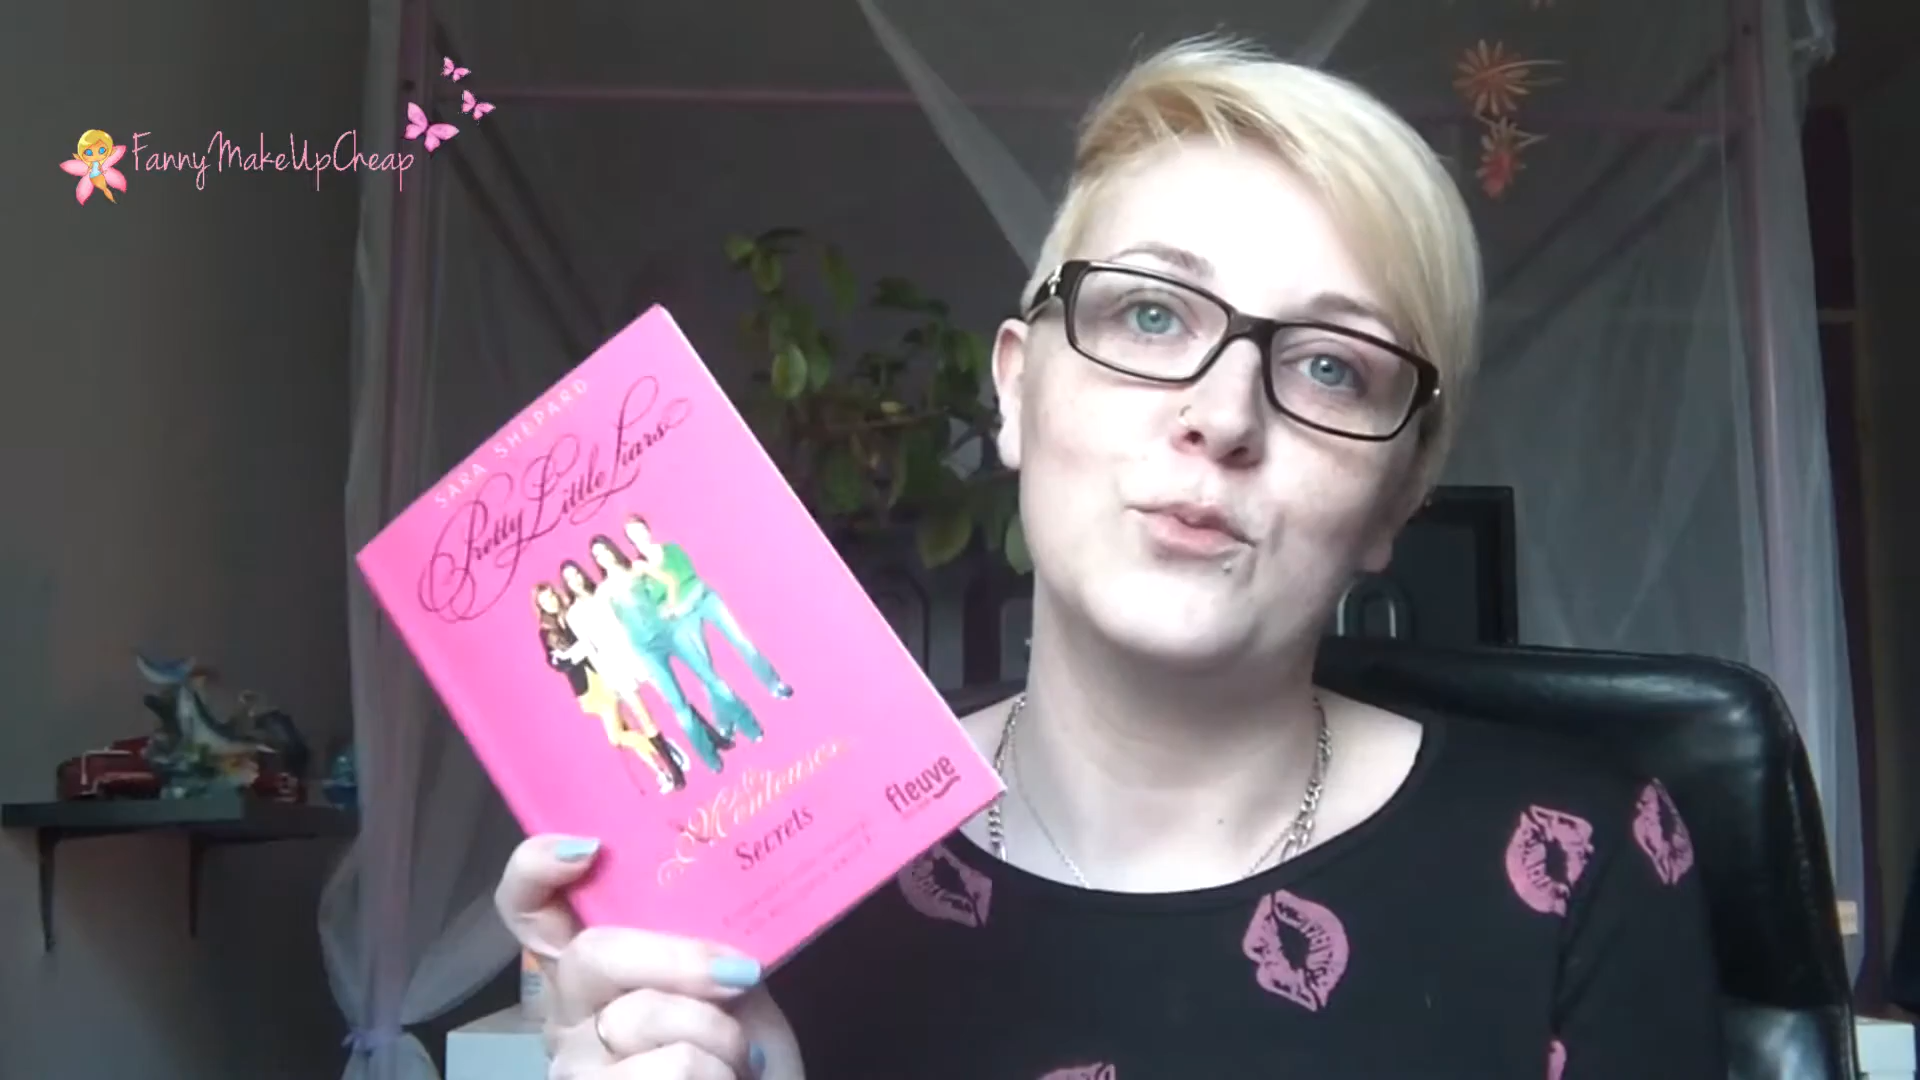 FannyMakeUpCheap
SARA SHEPARD
Pretty Little Liars
Menteuses
Secrets
fleuve